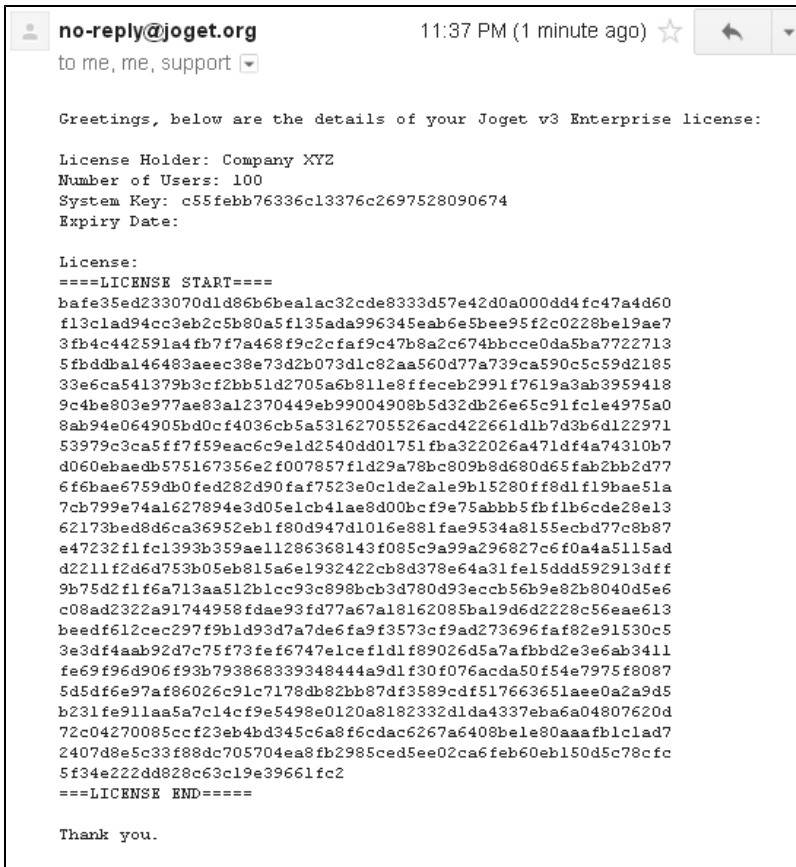 no-reply@joget.org
11:37 PM (1 minute ago)
to me, me, support
Greetings, below are the details of your Joget v3 Enterprise license:
License Holder: Company XYZ
Number of Users: 100
System Key: c55febb76336c13376c2697528090674
Expiry Date:
License:
====LICENSE START====
bafe35ed233070d1d86b6bea1ac32cde8333d57e42d0a000dd4fc47a4d60
f13c1ad94cc3eb2c5b80a5f135ada996345eab6e5bee95f2c0228be19ae7
3fb4c442591a4fb7f7a468f9c2cfaf9c47b8a2c674bbcce0da5ba7722713
5fbddba146483aeec38e73d2b073d1c82aa560d77a739ca590c5c59d2185
33e6ca541379b3cf2bb51d2705a6b811e8ffeceb2991f7619a3ab3959418
9c4be803e977ae83a12370449eb99004908b5d32db26e65c91fc1e4975a0
8ab94e064905bd0cf4036cb5a53162705526acd422661d1b7d3b6d122971
53979c3ca5ff7f59eac6c9e1d2540dd01751fba322026a471df4a74310b7
d060ebaedb575167356e2f007857f1d29a78bc809b8d680d65fab2bb2d77
6f6bae6759db0fed282d90faf7523e0c1de2a1e9b15280ff8d1f19bae51a
7cb799e74a1627894e3d05e1cb41ae8d00bcf9e75abbb5fbf1b6cde28e13
62173bed8d6ca36952eb1f80d947d1016e881fae9534a8155ecbd77c8b87
e47232f1fc1393b359ae11286368143f085c9a99a296827c6f0a4a5115ad
d2211f2d6d753b05eb815a6e1932422cb8d378e64a31fe15ddd592913dff
9b75d2f1f6a713aa512b1cc93c898bcb3d780d93eccb56b9e82b8040d5e6
c08ad2322a91744958fdae93fd77a67a18162085ba19d6d2228c56eae613
beedf612cec297f9b1d93d7a7de6fa9f3573cf9ad273696faf82e91530c5
3e3df4aab92d7c75f73fef6747e1cef1d1f89026d5a7afbbd2e3e6ab3411
fe69f96d906f93b793868339348444a9d1f30f076acda50f54e7975f8087
5d5df6e97af86026c91c7178db82bb87df3589cdf517663651aee0a2a9d5
b231fe911aa5a7c14cf9e5498e0120a8182332d1da4337eba6a04807620d
72c04270085ccf23eb4bd345c6a8f6cdac6267a6408be1e80aaafb1c1ad7
2407d8e5c33f88dc705704ea8fb2985ced5ee02ca6feb60eb150d5c78cfc
5f34e222dd828c63c19e39661fc2
===LICENSE END=====
Thank you.